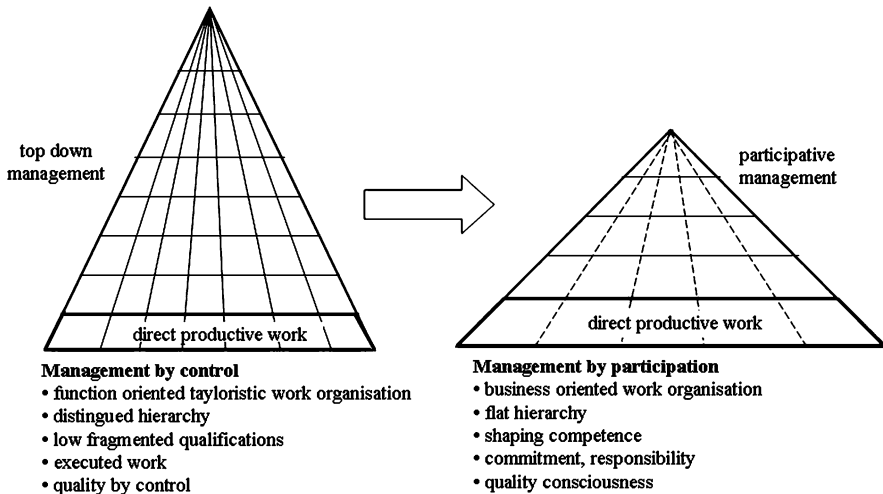 top down
management
participative
management
direct productive work
direct productive work
Management by control
• function oriented tayloristic work organisation
• distingued hierarchy
• low fragmented qualifications
• executed work
• quality by control
Management by participation
• business oriented work organisation
• flat hierarchy
• shaping competence
• commitment, responsibility
• quality consciousness